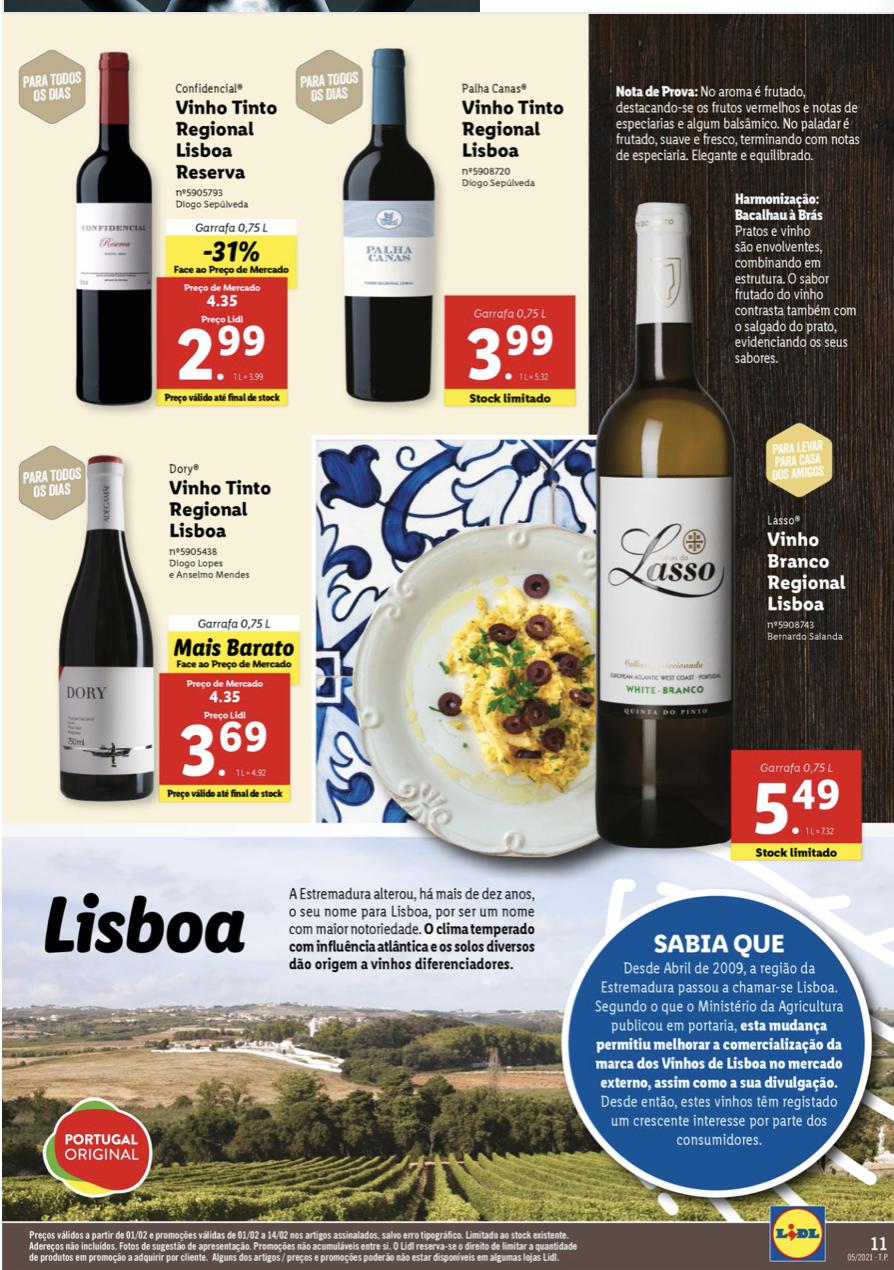 PARA TODOS
OS DIAS
Confidencial®
Vinho Tinto
Regional
Lisboa
Reserva
nº5905793
Diogo Sepúlveda
Garrafa 0,75 L
-31%
Face ao Preço de Mercado
Preço de Mercado
4.35
Preço Lidl
2.99
1 L = 3.99
Preço válido até final de stock
CONFIDENCIAL
Reserva
PARA TODOS
OS DIAS
Palha Canas®
Vinho Tinto
Regional
Lisboa
nº5908720
Diogo Sepúlveda
Garrafa 0,75 L
3.99
1 L = 5.32
Stock limitado
PALHA
CANAS
VINHO REGIONAL LISBOA
Nota de Prova: No aroma é frutado,
destacando-se os frutos vermelhos e notas de
especiarias e algum balsâmico. No paladar é
frutado, suave e fresco, terminando com notas
de especiaria. Elegante e equilibrado.
Harmonização:
Bacalhau à Brás
Pratos e vinho
são envolventes,
combinando em
estrutura. O sabor
frutado do vinho
contrasta também com
o salgado do prato,
evidenciando os seus
sabores.
PARA TODOS
OS DIAS
Dory®
Vinho Tinto
Regional
Lisboa
nº5905438
Diogo Lopes
e Anselmo Mendes
Garrafa 0,75 L
Mais Barato
Face ao Preço de Mercado
Preço de Mercado
4.35
Preço Lidl
3.69
1 L = 4.92
Preço válido até final de stock
ADEGAMÃE
DORY
750ml
PARA LEVAR
PARA CASA
DOS AMIGOS
Lasso®
Vinho
Branco
Regional
Lisboa
nº5908743
Bernardo Salanda
Garrafa 0,75 L
5.49
1 L = 7.32
Stock limitado
Lasso
EUROPEAN ATLANTIC WEST COAST · PORTUGAL
WHITE · BRANCO
QUINTA DO PINTO
Lisboa
A Estremadura alterou, há mais de dez anos,
o seu nome para Lisboa, por ser um nome
com maior notoriedade. O clima temperado
com influência atlântica e os solos diversos
dão origem a vinhos diferenciadores.
SABIA QUE
Desde Abril de 2009, a região da
Estremadura passou a chamar-se Lisboa.
Segundo o que o Ministério da Agricultura
publicou em portaria, esta mudança
permitiu melhorar a comercialização da
marca dos Vinhos de Lisboa no mercado
externo, assim como a sua divulgação.
Desde então, estes vinhos têm registado
um crescente interesse por parte dos
consumidores.
PORTUGAL
ORIGINAL
Preços válidos a partir de 01/02 e promoções válidas de 01/02 a 14/02 nos artigos assinalados, salvo erro tipográfico. Limitado ao stock existente.
Adereços não incluídos. Fotos de sugestão de apresentação. Promoções não acumuláveis entre si. O Lidl reserva-se o direito de limitar a quantidade
de produtos em promoção a adquirir por cliente. Alguns dos artigos / preços e promoções poderão não estar disponíveis em algumas lojas Lidl.
LIDL
11
05/2021 - T.P.